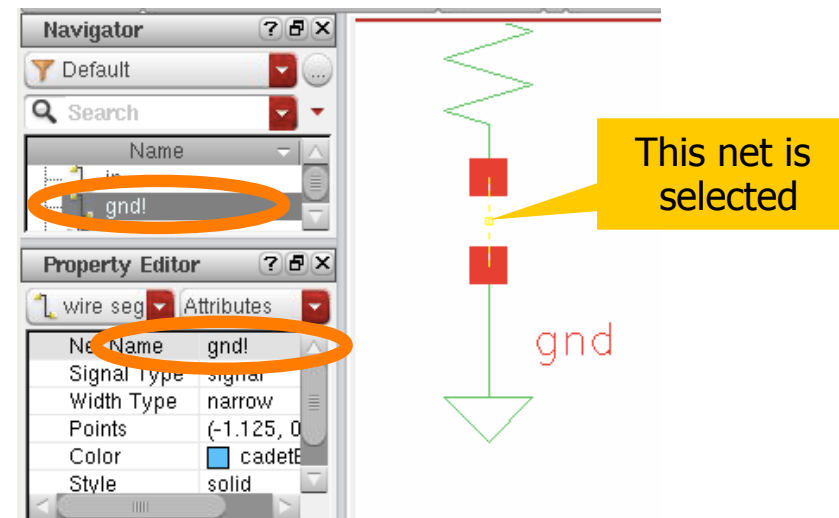 Navigator
Default
Search
Name
in
gnd!
Property Editor
wire seg Attributes
Net Name gnd!
Signal Type signal
Width Type narrow
Points (-1.125, 0
Color cadetB
Style solid
This net is
selected
gnd